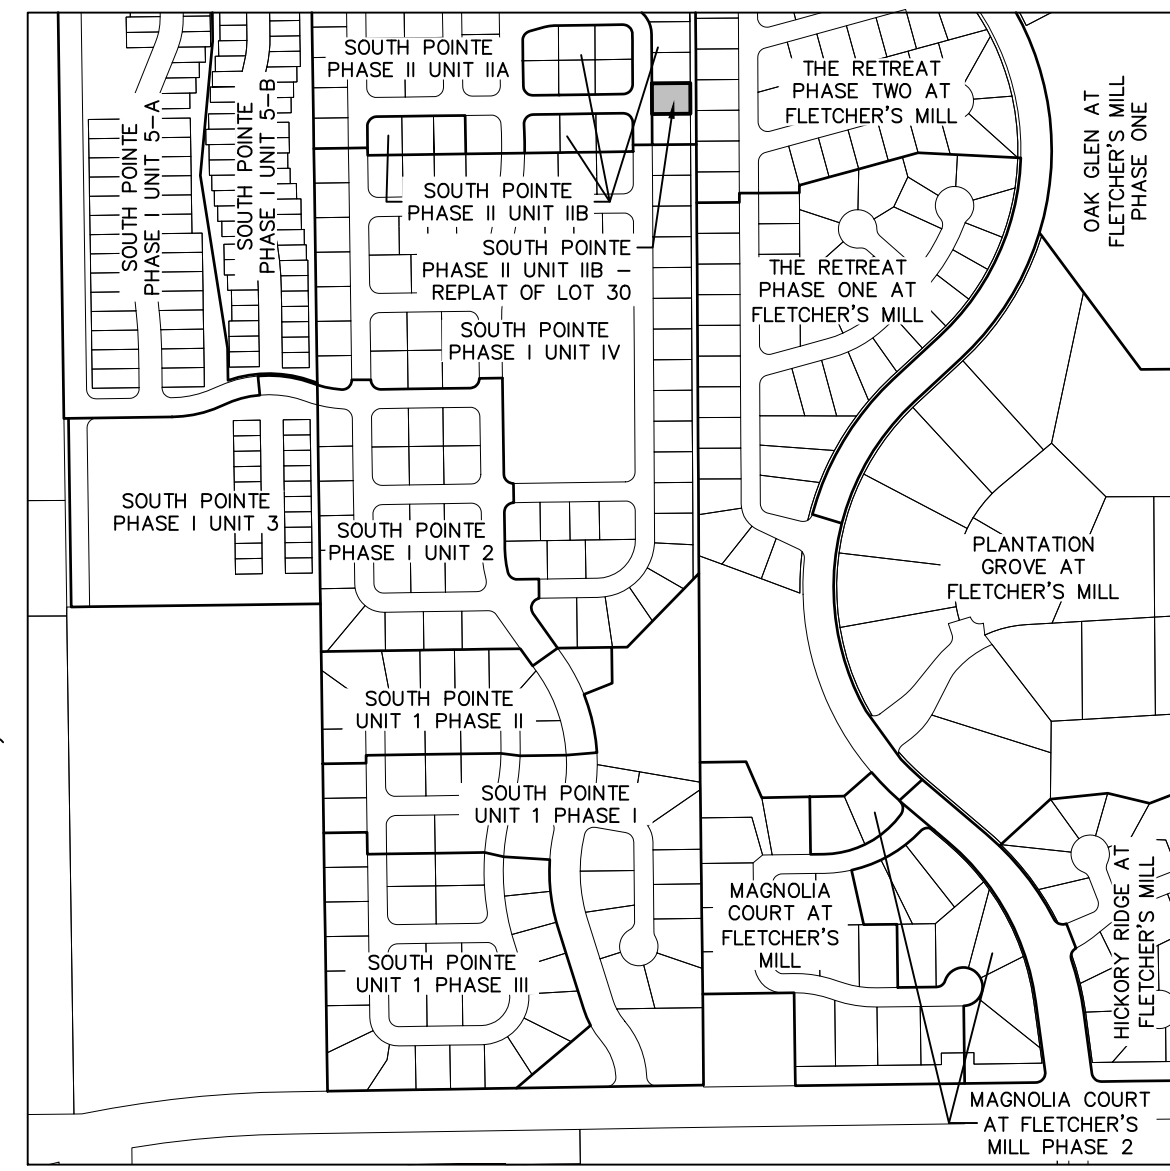 SOUTH POINTE
PHASE I UNIT 5-A
SOUTH POINTE
PHASE I UNIT 5-B
SOUTH POINTE
PHASE II UNIT IIA
THE RETREAT
PHASE TWO AT
FLETCHER'S MILL
OAK GLEN AT
FLETCHER'S MILL
PHASE ONE
SOUTH POINTE
PHASE II UNIT IIB
SOUTH POINTE
PHASE II UNIT IIB –
REPLAT OF LOT 30
THE RETREAT
PHASE ONE AT
FLETCHER'S MILL
SOUTH POINTE
PHASE I UNIT IV
SOUTH POINTE
PHASE I UNIT 3
SOUTH POINTE
PHASE I UNIT 2
PLANTATION
GROVE AT
FLETCHER'S MILL
SOUTH POINTE
UNIT 1 PHASE II
SOUTH POINTE
UNIT 1 PHASE I
MAGNOLIA
COURT AT
FLETCHER'S
MILL
HICKORY RIDGE AT
FLETCHER'S MILL
SOUTH POINTE
UNIT 1 PHASE III
MAGNOLIA COURT
AT FLETCHER'S
MILL PHASE 2